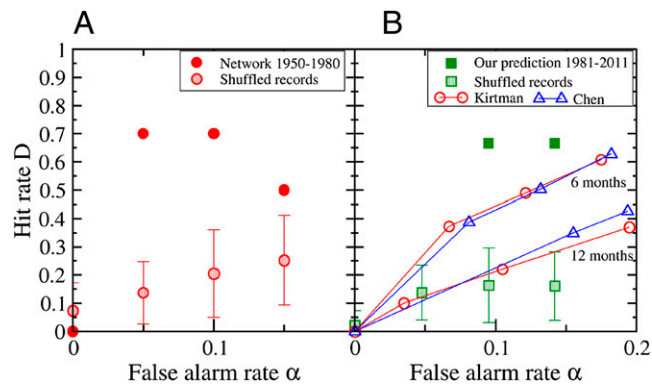 A
B
1
0.9
0.8
0.7
0.6
0.5
0.4
0.3
0.2
0.1
0
Hit rate D
Network 1950-1980
Shuffled records
Our prediction 1981-2011
Shuffled records
Kirtman Chen
6 months
12 months
0 0.1 0 0.1 0.2
False alarm rate α False alarm rate α